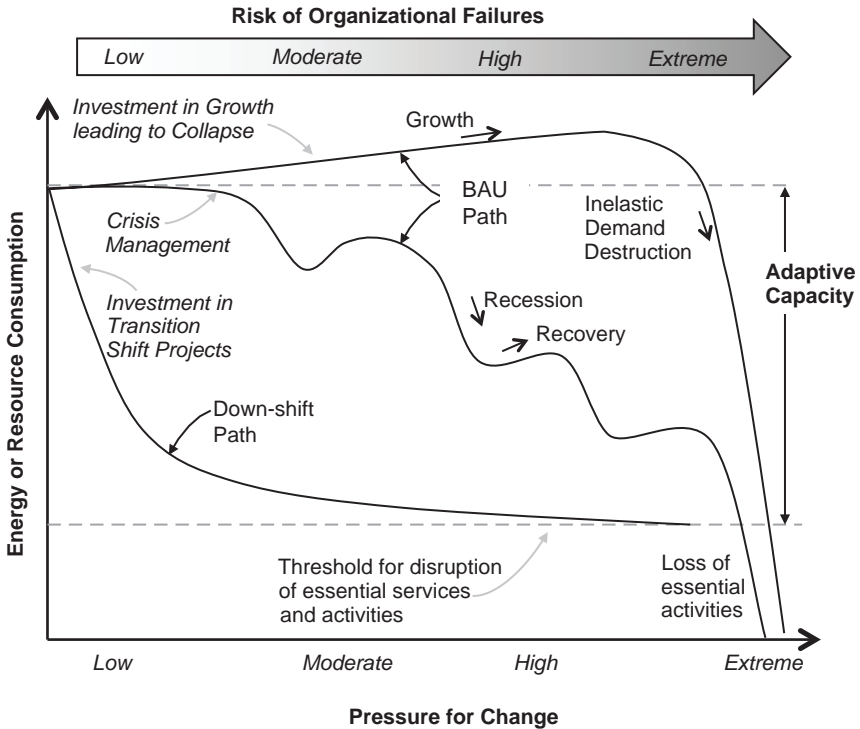 Risk of Organizational Failures
Low Moderate High Extreme
Investment in Growth
leading to Collapse
Growth
BAU
Path
Crisis
Management
Inelastic
Demand
Destruction
Adaptive
Capacity
Investment in
Transition
Shift Projects
Recession
Recovery
Down-shift
Path
Energy or Resource Consumption
Threshold for disruption
of essential services
and activities
Loss of
essential
activities
Low Moderate High Extreme
Pressure for Change